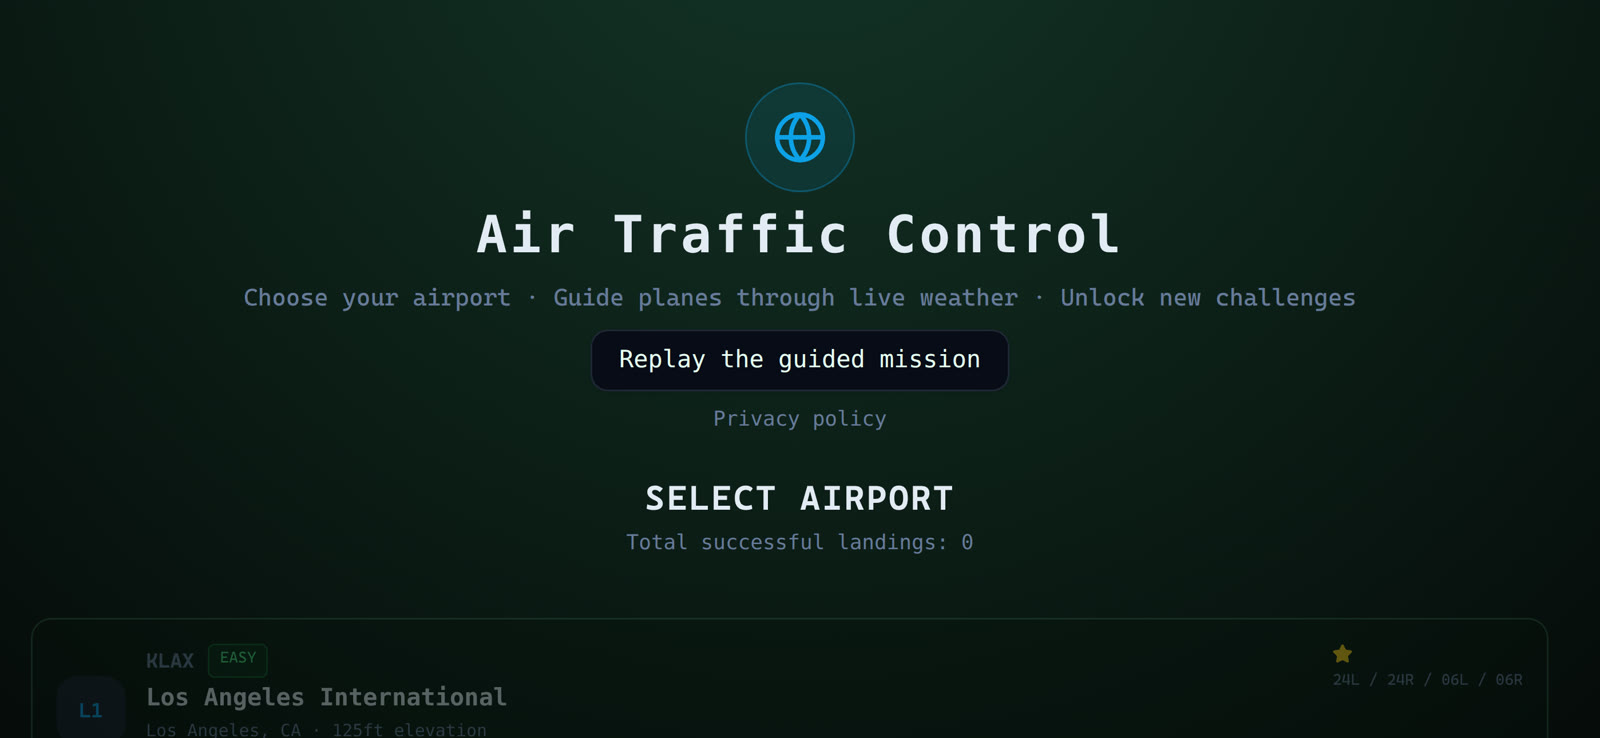 Air Traffic Control
Choose your airport · Guide planes through live weather · Unlock new challenges
Replay the guided mission
Privacy policy
SELECT AIRPORT
Total successful landings: 0
KLAX EASY
24L / 24R / 06L / 06R
L1
Los Angeles International
Los Angeles, CA · 125ft elevation